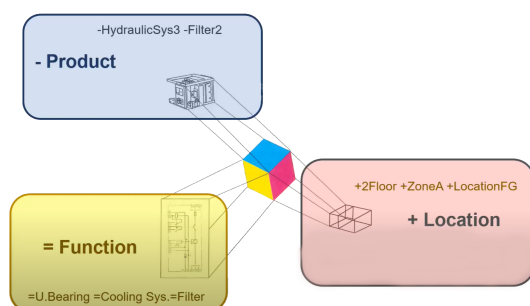 -HydraulicSys3 -Filter2
- Product
+2Floor +ZoneA +LocationFG
+ Location
= Function
=U.Bearing =Cooling Sys.=Filter